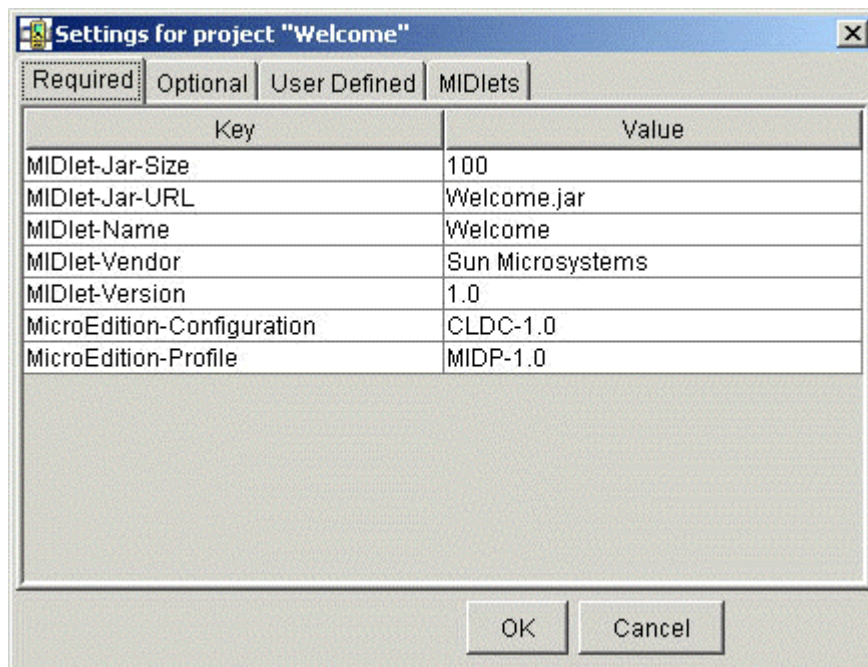 Settings for project "Welcome"
Required Optional User Defined MIDlets
Key Value
MIDlet-Jar-Size 100
MIDlet-Jar-URL Welcome.jar
MIDlet-Name Welcome
MIDlet-Vendor Sun Microsystems
MIDlet-Version 1.0
MicroEdition-Configuration CLDC-1.0
MicroEdition-Profile MIDP-1.0
OK Cancel